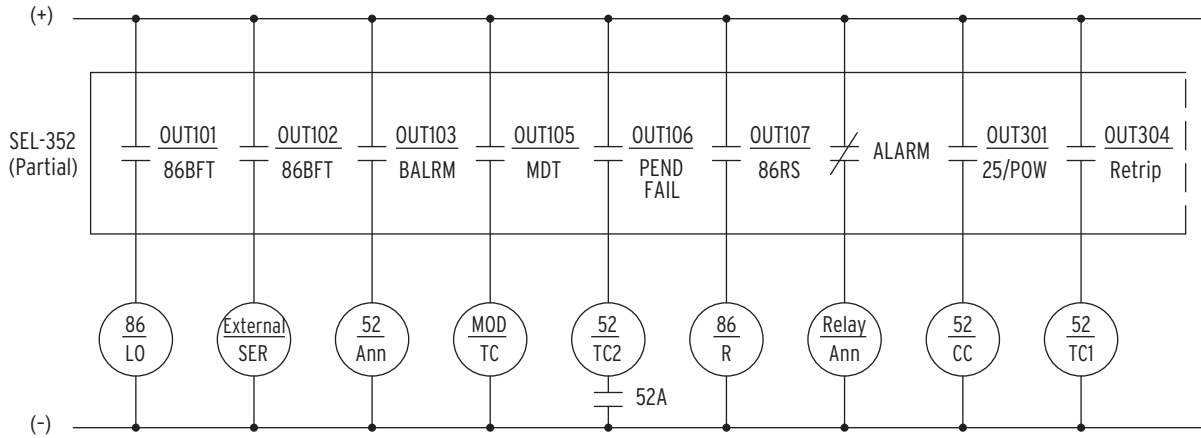 (+)
SEL-352
(Partial)
OUT101
86BFT
OUT102
86BFT
OUT103
BALRM
OUT105
MDT
OUT106
PEND
FAIL
OUT107
86RS
ALARM
OUT301
25/POW
OUT304
Retrip
86
LO
External
SER
52
Ann
MOD
TC
52
TC2
86
R
Relay
Ann
52
CC
52
TC1
52A
(-)